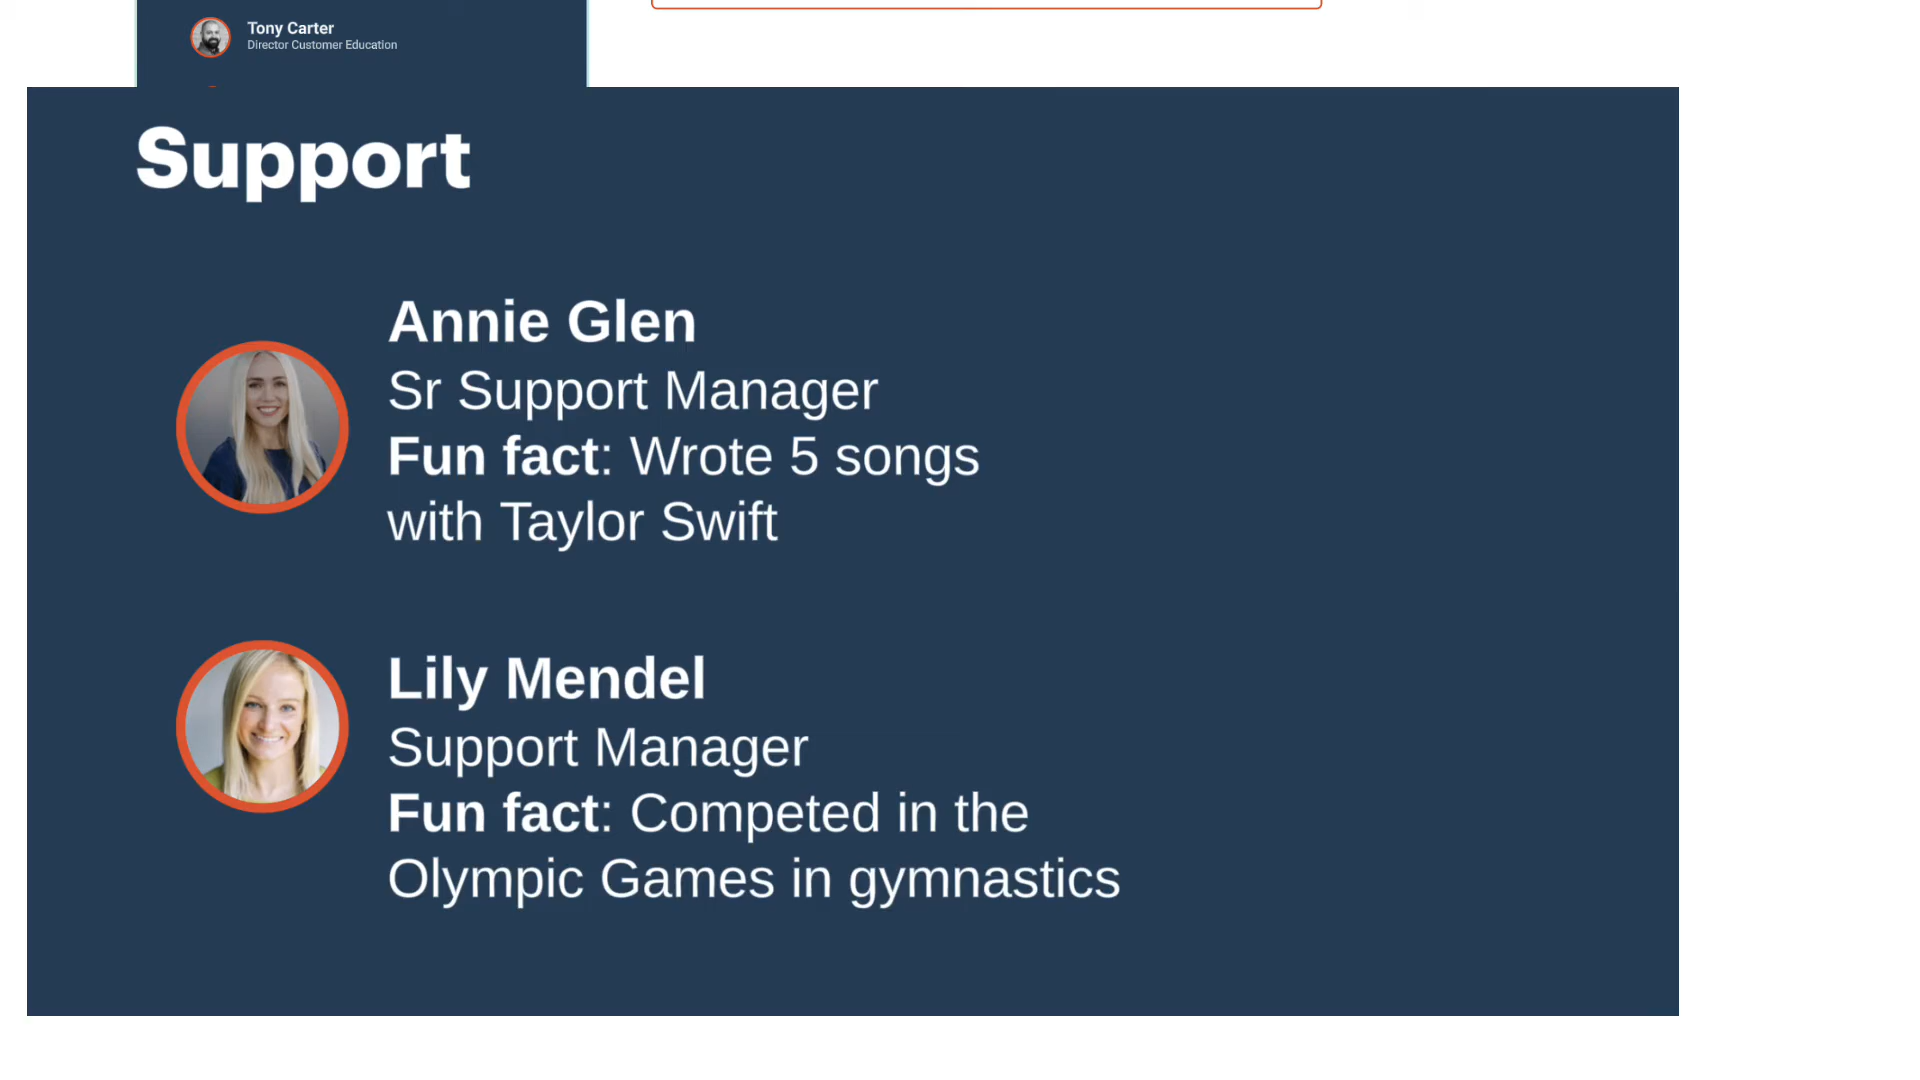 Tony Carter
Director Customer Education
Support
Annie Glen
Sr Support Manager
Fun fact: Wrote 5 songs
with Taylor Swift
Lily Mendel
Support Manager
Fun fact: Competed in the
Olympic Games in gymnastics